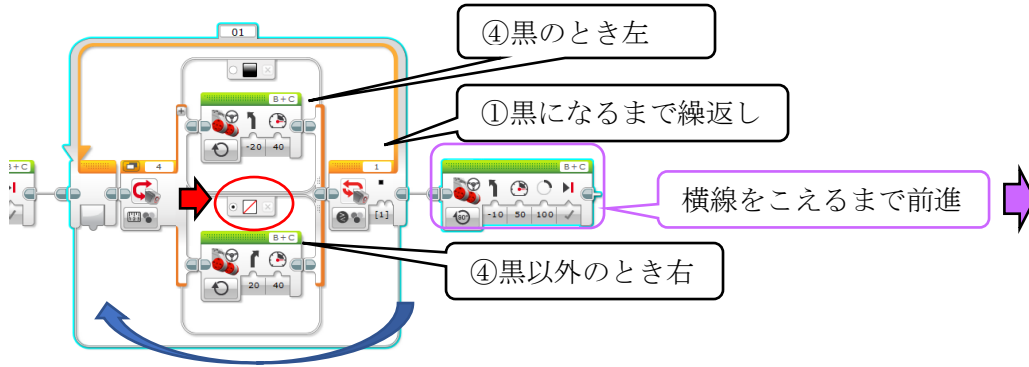 01
④黒のとき左
B+C
-20 40
①黒になるまで繰返し
B+C
4
1
B+C
[1]
-10 50 100
80°
横線をこえるまで前進
B+C
④黒以外のとき右
20 40